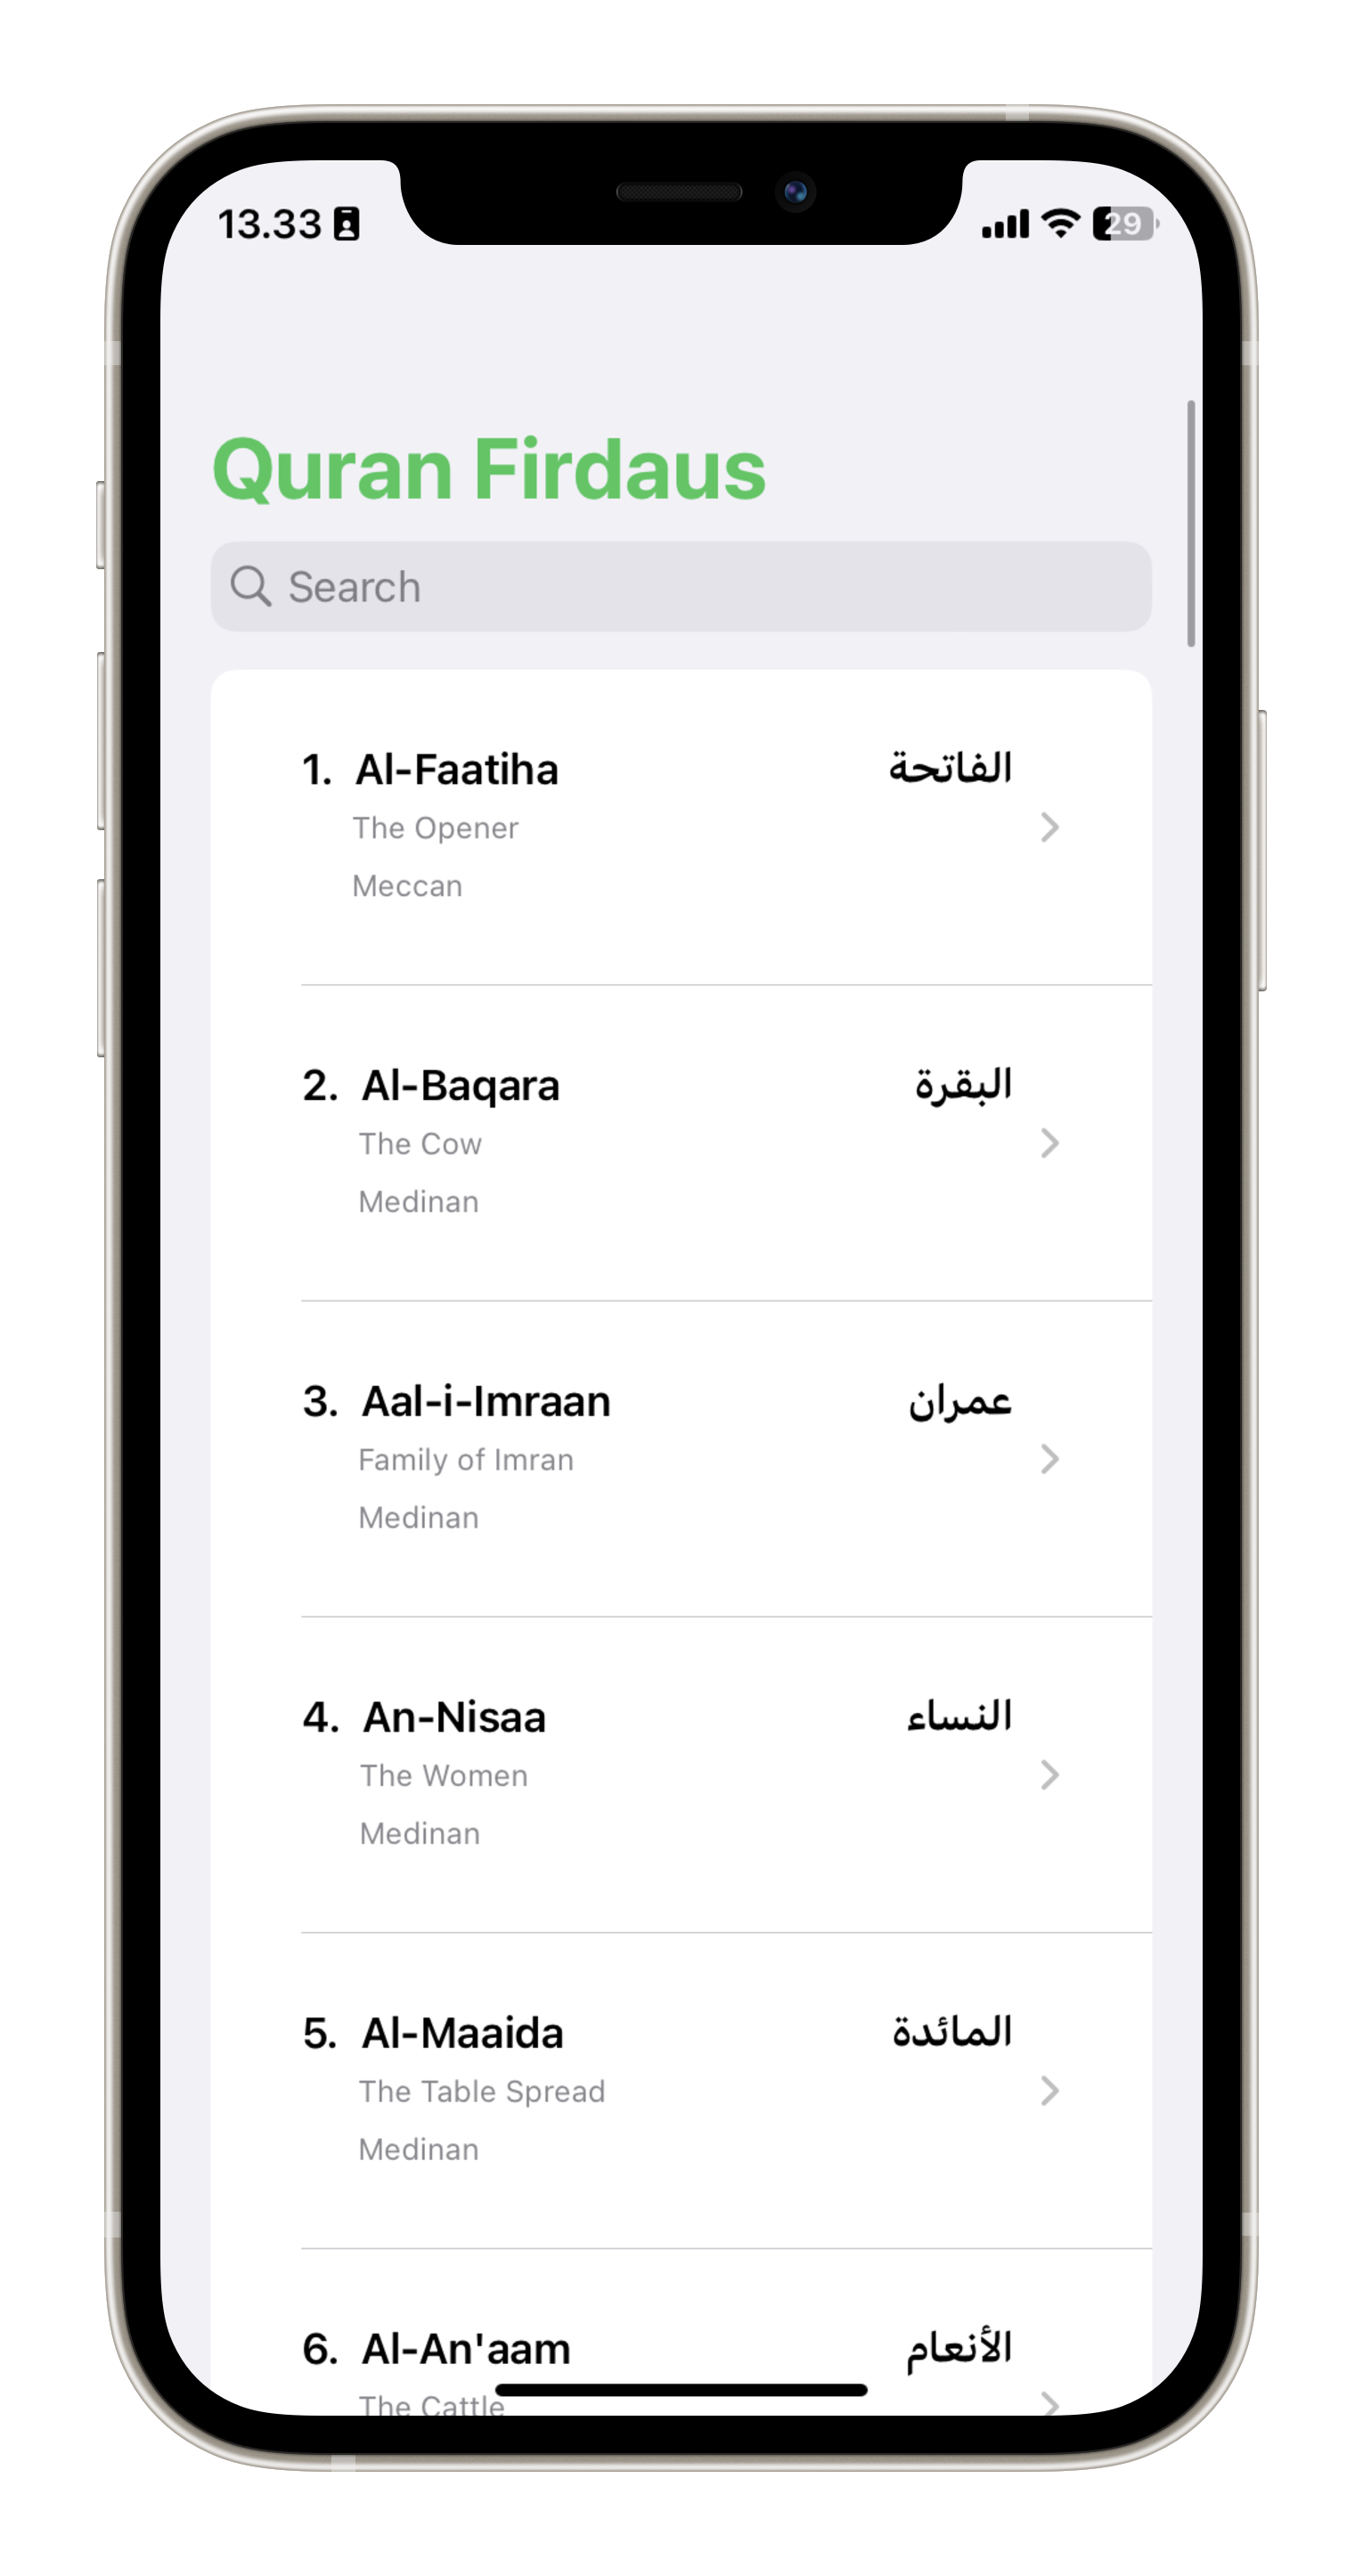 13.33
29
Quran Firdaus
Search
1. Al-Faatiha الفاتحة
The Opener
Meccan
2. Al-Baqara البقرة
The Cow
Medinan
3. Aal-i-Imraan عمران
Family of Imran
Medinan
4. An-Nisaa النساء
The Women
Medinan
5. Al-Maaida المائدة
The Table Spread
Medinan
6. Al-An'aam الأنعام
The Cattle